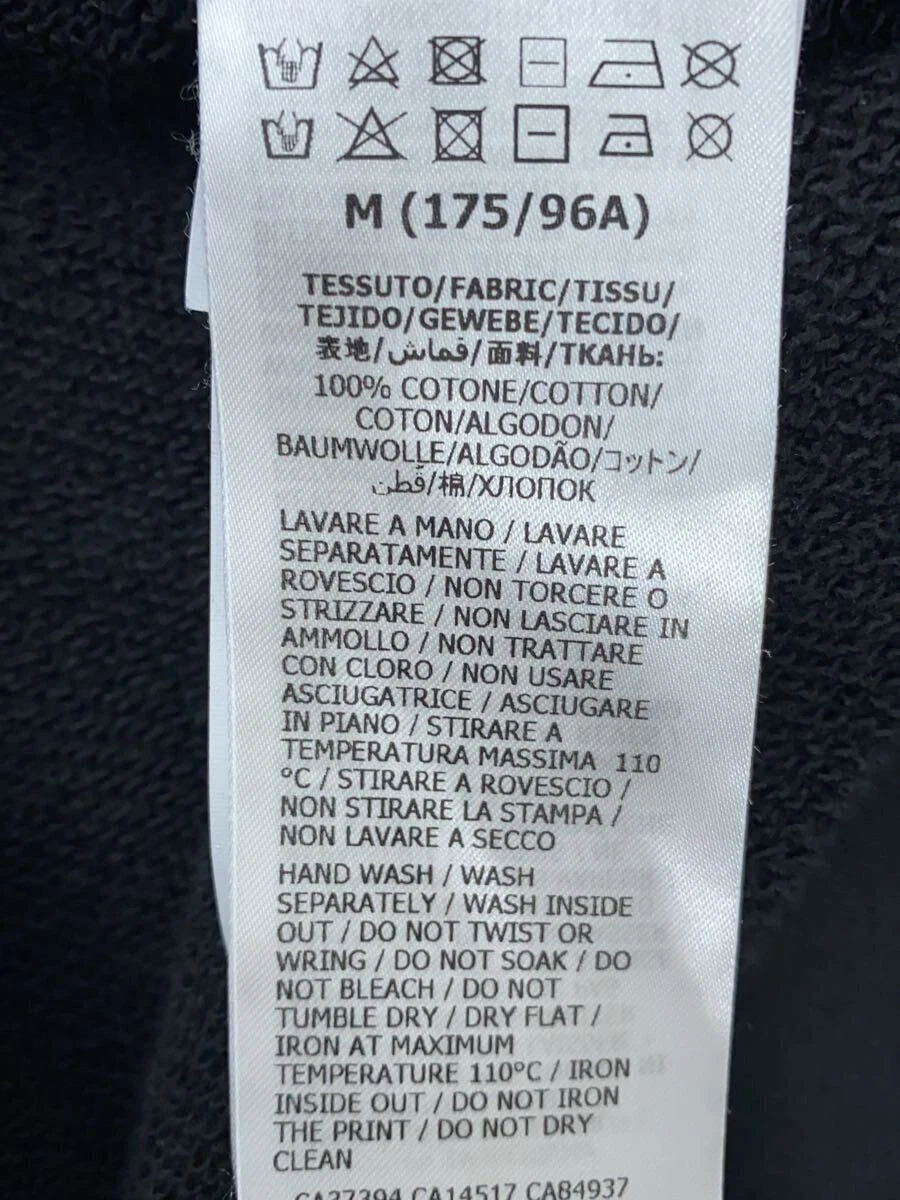 M (175/96A)
TESSUTO/FABRIC/TISSU/
TEJIDO/GEWEBE/TECIDO/
表地/قماش/面料/ТКАНЬ:
100% COTONE/COTTON/
COTON/ALGODON/
BAUMWOLLE/ALGODÃO/コットン/
قطن/棉/ХЛОПОК
LAVARE A MANO / LAVARE
SEPARATAMENTE / LAVARE A
ROVESCIO / NON TORCERE O
STRIZZARE / NON LASCIARE IN
AMMOLLO / NON TRATTARE
CON CLORO / NON USARE
ASCIUGATRICE / ASCIUGARE
IN PIANO / STIRARE A
TEMPERATURA MASSIMA 110
°C / STIRARE A ROVESCIO /
NON STIRARE LA STAMPA /
NON LAVARE A SECCO
HAND WASH / WASH
SEPARATELY / WASH INSIDE
OUT / DO NOT TWIST OR
WRING / DO NOT SOAK / DO
NOT BLEACH / DO NOT
TUMBLE DRY / DRY FLAT /
IRON AT MAXIMUM
TEMPERATURE 110°C / IRON
INSIDE OUT / DO NOT IRON
THE PRINT / DO NOT DRY
CLEAN
CA27394 CA14517 CA84937